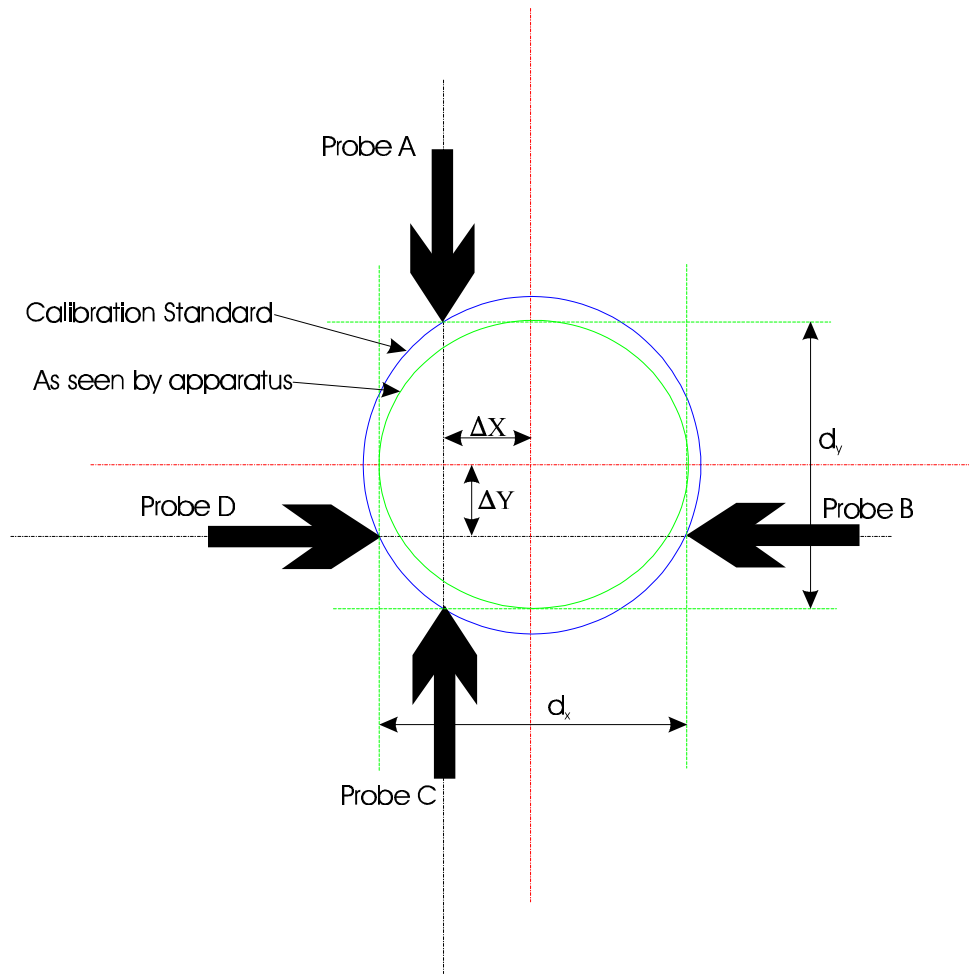 Probe A
Calibration Standard
As seen by apparatus
ΔX
d_y
ΔY
Probe D
Probe B
d_x
Probe C